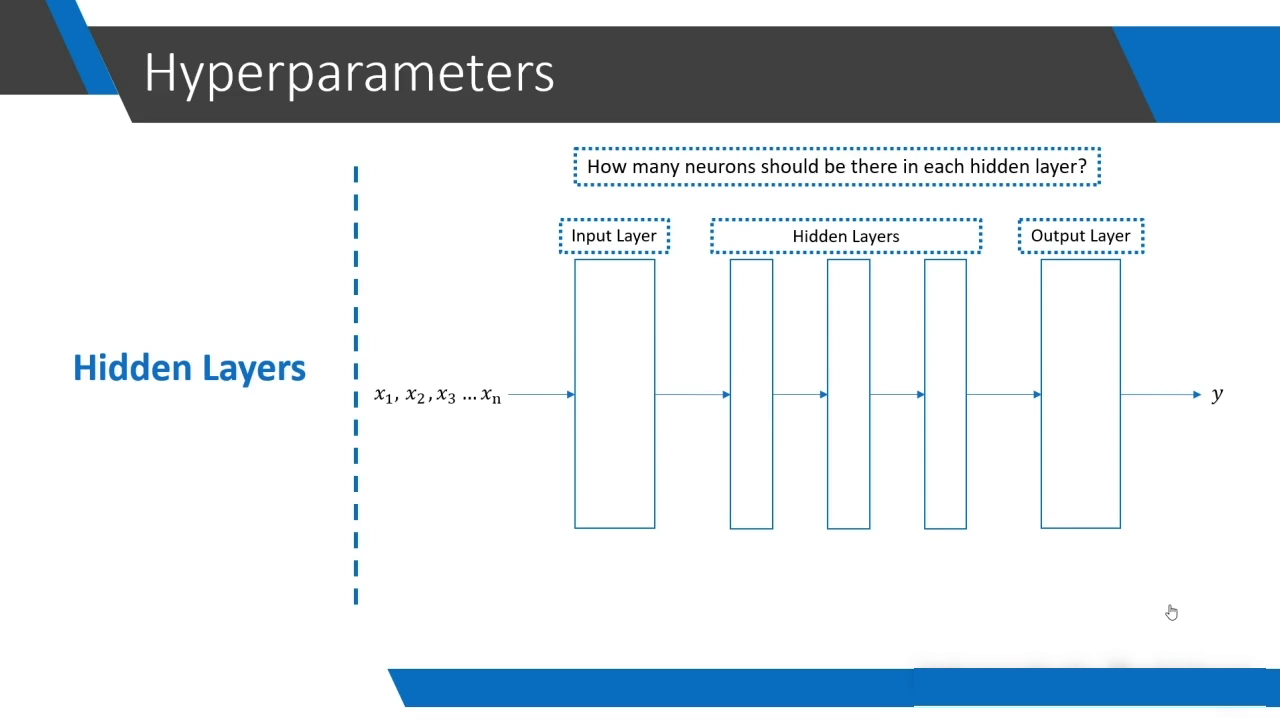 Hyperparameters
How many neurons should be there in each hidden layer?
Input Layer
Hidden Layers
Output Layer
Hidden Layers
x₁, x₂, x₃ … xₙ
y